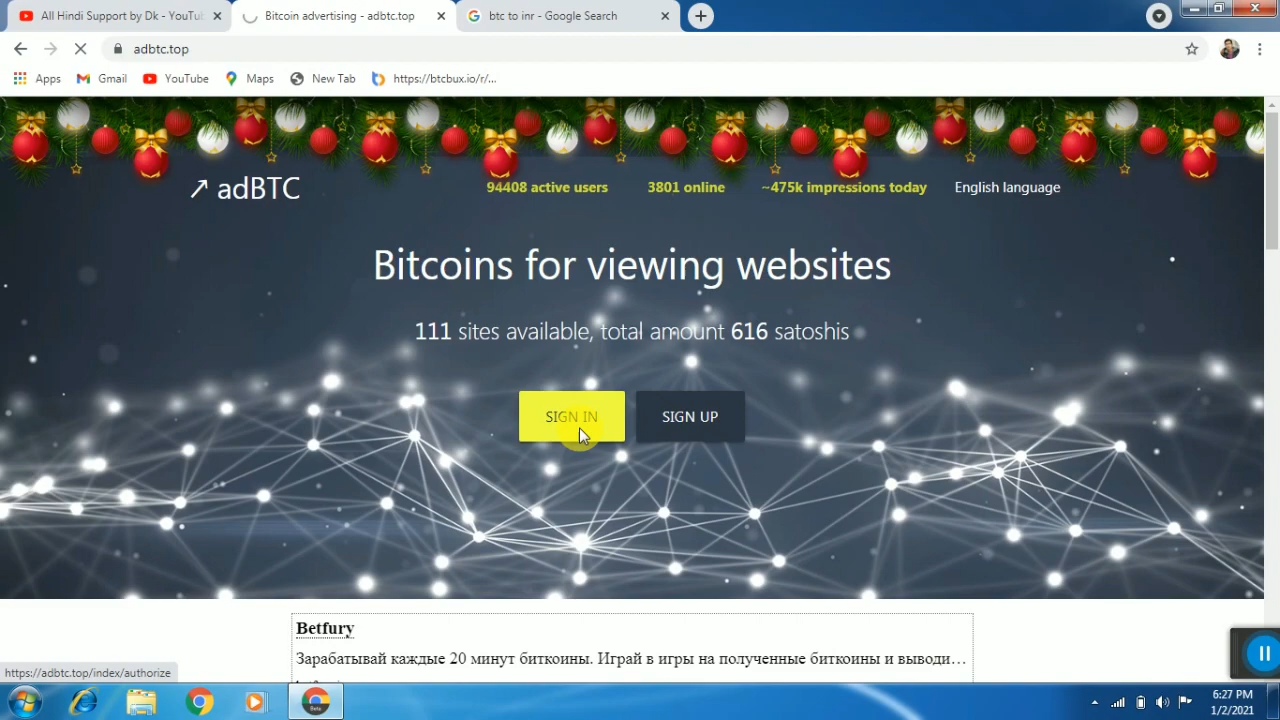 All Hindi Support by Dk - YouTu
Bitcoin advertising - adbtc.top
btc to inr - Google Search
adbtc.top
Apps
Gmail
YouTube
Maps
New Tab
https://btcbux.io/r/...
↗ adBTC
94408 active users
3801 online
~475k impressions today
English language
Bitcoins for viewing websites
111 sites available, total amount 616 satoshis
SIGN IN
SIGN UP
Betfury
Зарабатывай каждые 20 минут биткоины. Играй в игры на полученные биткоины и выводи…
https://adbtc.top/index/authorize
6:27 PM
1/2/2021